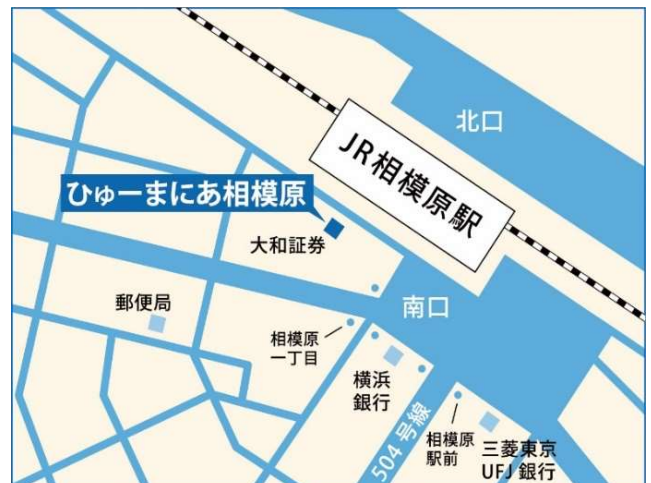 北口
JR相模原駅
ひゅーまにあ相模原
大和証券
南口
郵便局
相模原
一丁目
横浜
銀行
504号線
相模原
駅前
三菱東京
UFJ 銀行